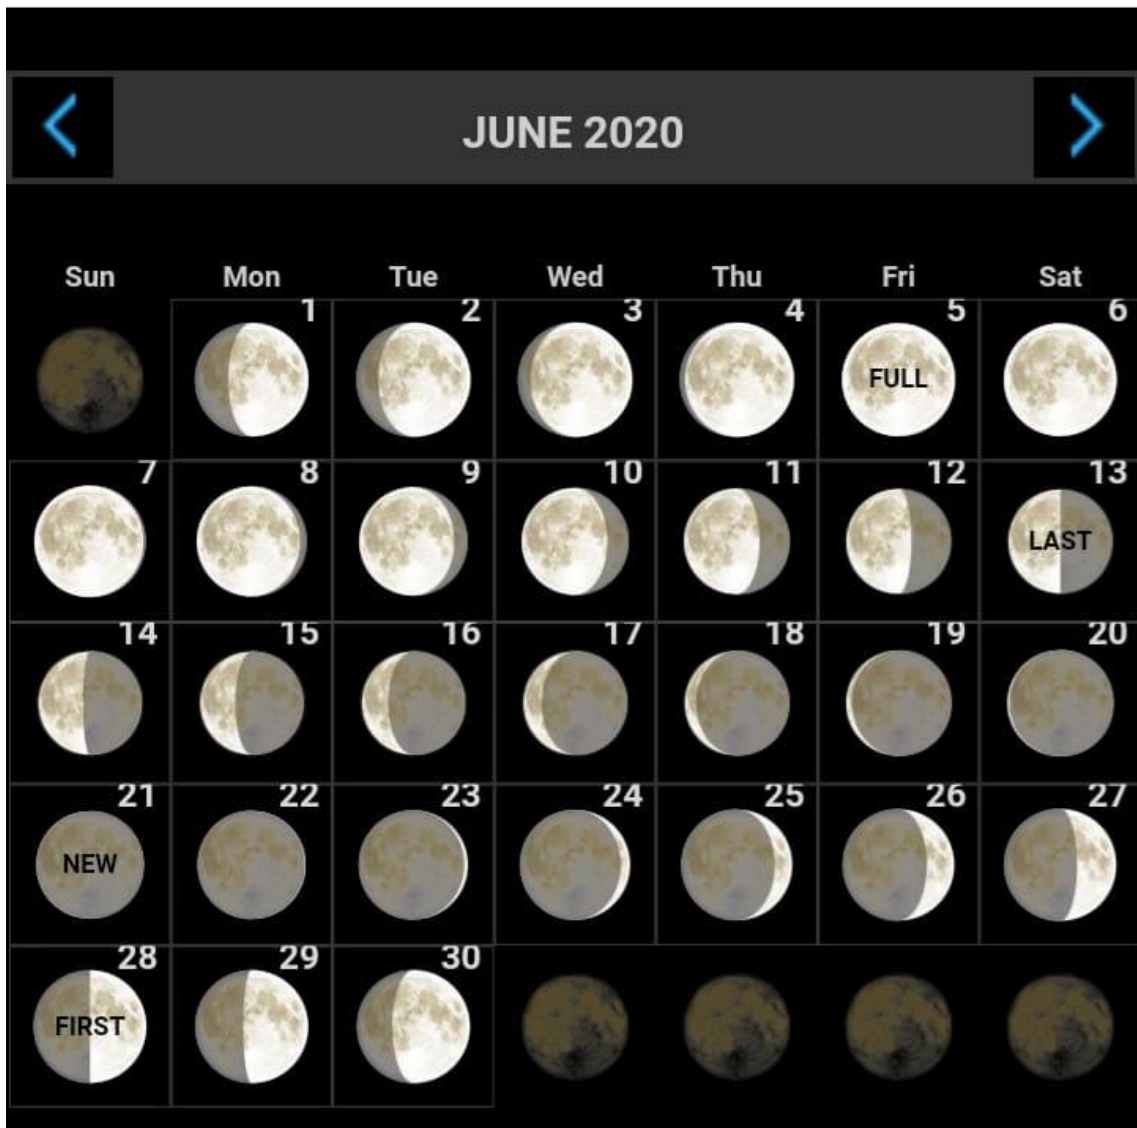 JUNE 2020
Sun Mon Tue Wed Thu Fri Sat
1 2 3 4 5 6
FULL
7 8 9 10 11 12 13
LAST
14 15 16 17 18 19 20
21 22 23 24 25 26 27
NEW
28 29 30
FIRST